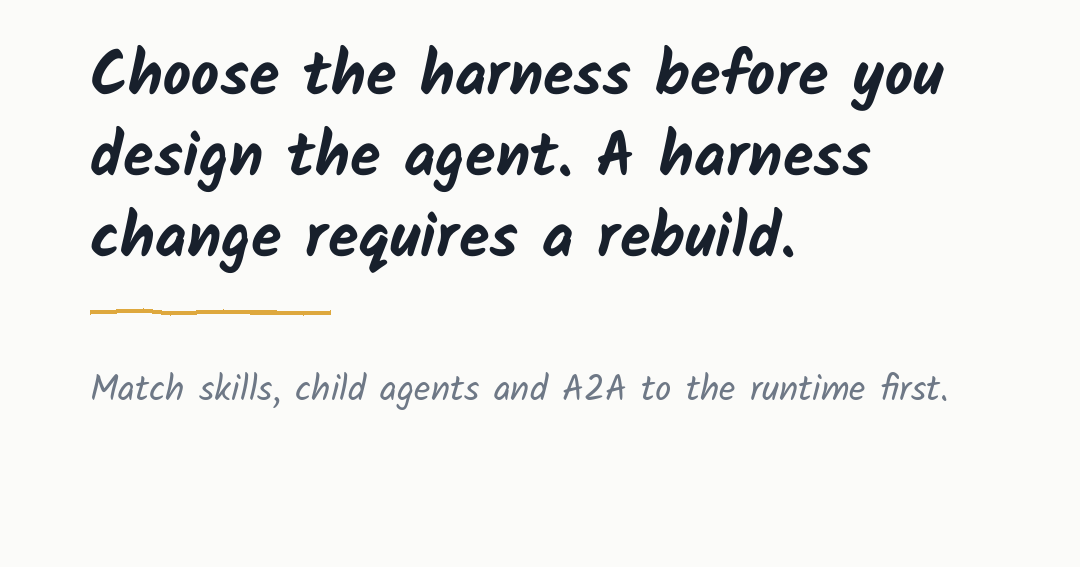 Choose the harness before you
design the agent. A harness
change requires a rebuild.
Match skills, child agents and A2A to the runtime first.